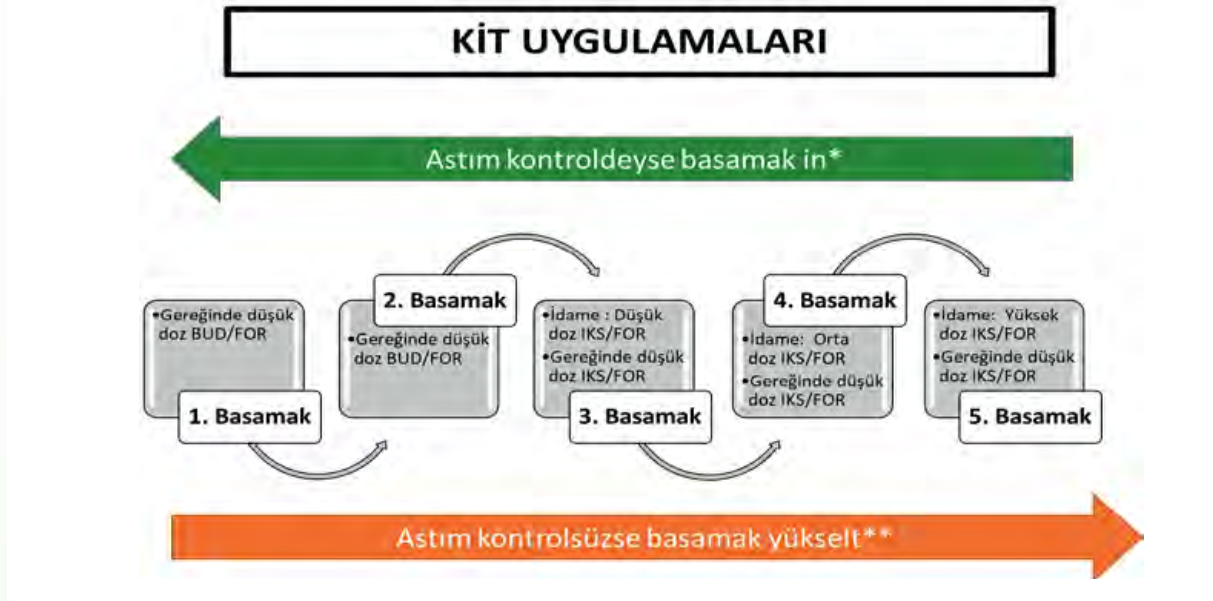 KİT UYGULAMALARI
Astım kontroldeyse basamak in*
•Gereğinde düşük
doz BUD/FOR
1. Basamak
2. Basamak
•Gereğinde düşük
doz BUD/FOR
•İdame : Düşük
doz IKS/FOR
•Gereğinde düşük
doz IKS/FOR
3. Basamak
4. Basamak
•İdame: Orta
doz IKS/FOR
•Gereğinde düşük
doz IKS/FOR
•İdame: Yüksek
doz IKS/FOR
•Gereğinde düşük
doz IKS/FOR
5. Basamak
Astım kontrolsüzse basamak yükselt**